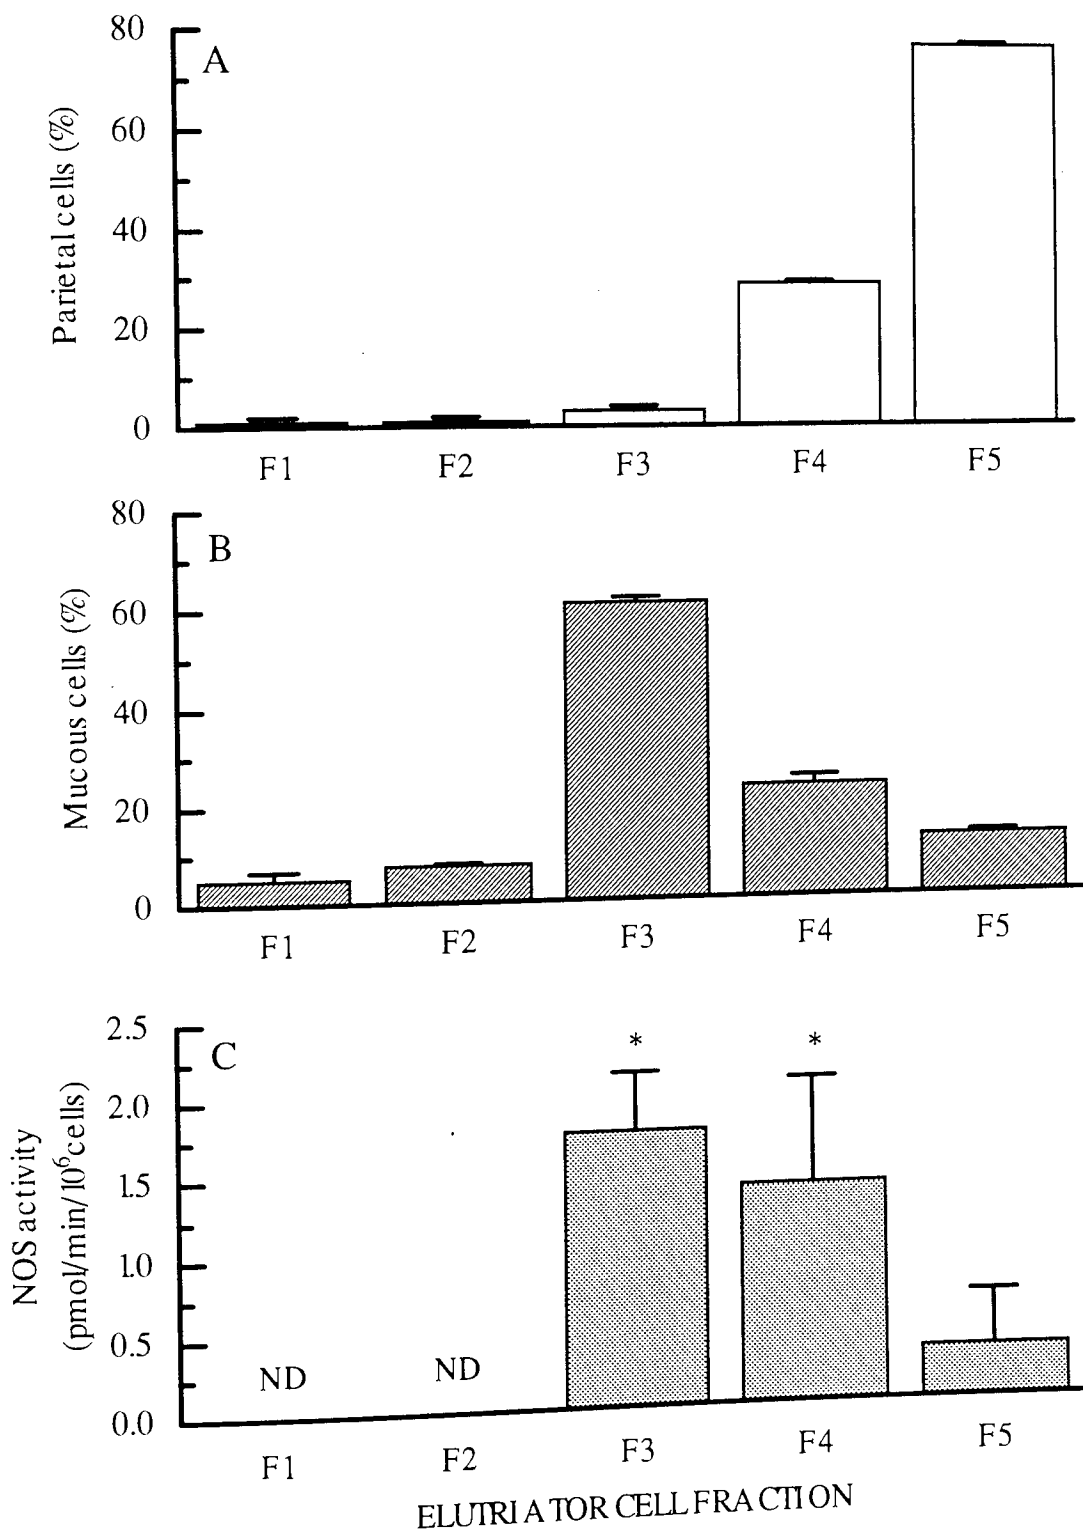 80
A
60
40
20
0
Parietal cells (%)
F1 F2 F3 F4 F5
80
B
60
40
20
0
Mucous cells (%)
F1 F2 F3 F4 F5
2.5
C
* *
2.0
1.5
1.0
0.5
0.0
NOS activity
(pmol/min/10⁶cells)
ND ND
F1 F2 F3 F4 F5
ELUTRIATOR CELL FRACTION